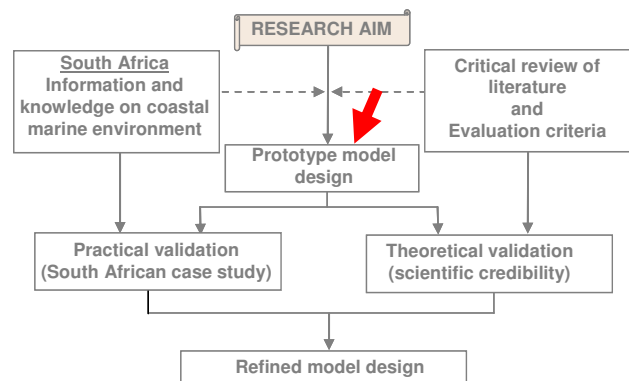 RESEARCH AIM
South Africa
Information and
knowledge on coastal
marine environment
Critical review of
literature
and
Evaluation criteria
Prototype model
design
Practical validation
(South African case study)
Theoretical validation
(scientific credibility)
Refined model design